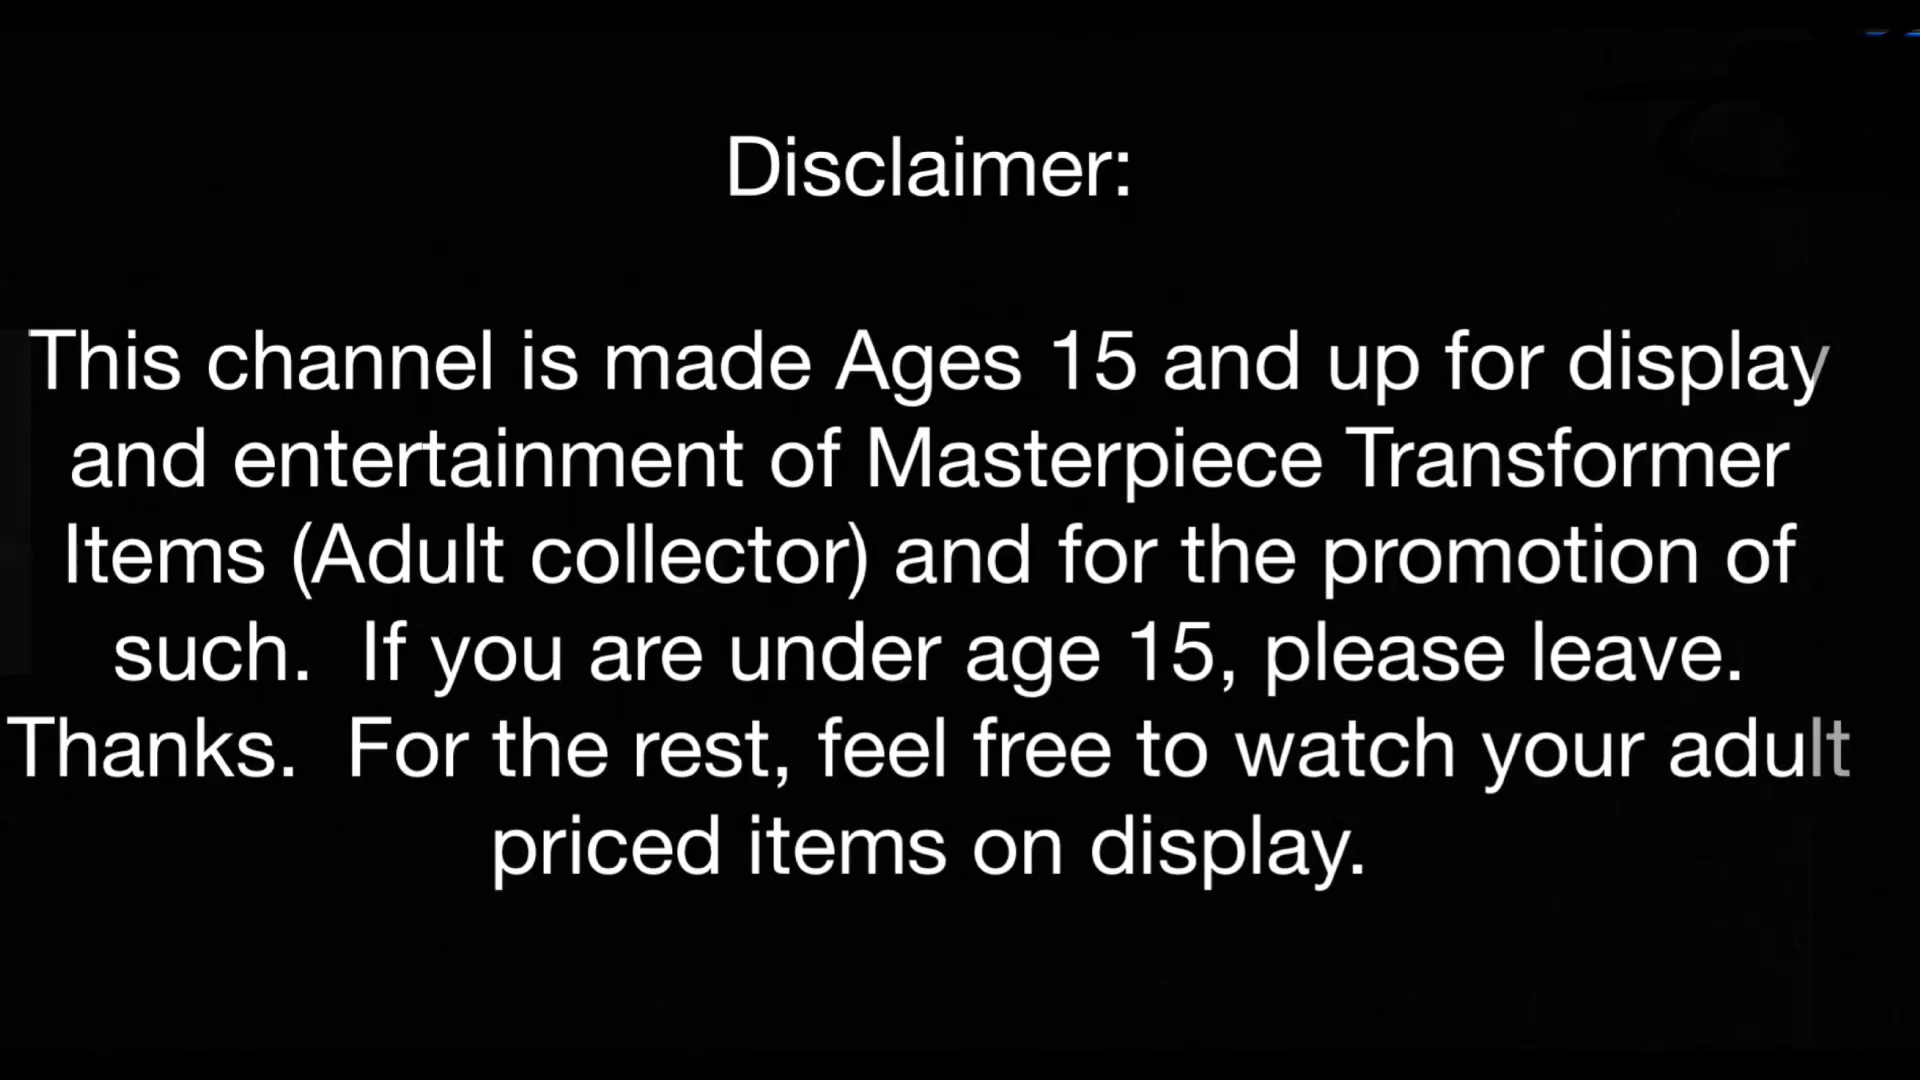 Disclaimer:
This channel is made Ages 15 and up for display
and entertainment of Masterpiece Transformer
Items (Adult collector) and for the promotion of
such.  If you are under age 15, please leave.
Thanks.  For the rest, feel free to watch your adult
priced items on display.